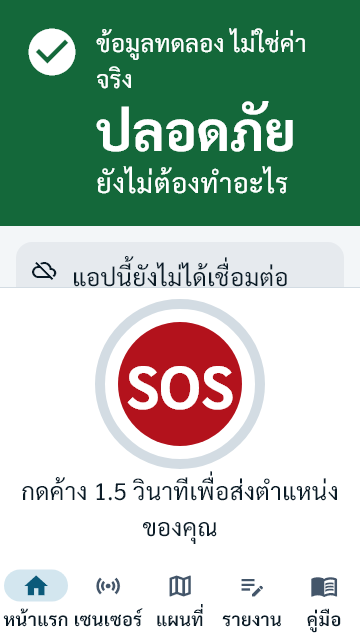 ข้อมูลทดลอง ไม่ใช่ค่า
จริง
ปลอดภัย
ยังไม่ต้องทำอะไร
แอปนี้ยังไม่ได้เชื่อมต่อ
SOS
กดค้าง 1.5 วินาทีเพื่อส่งตำแหน่ง
ของคุณ
หน้าแรก เซนเซอร์ แผนที่ รายงาน คู่มือ